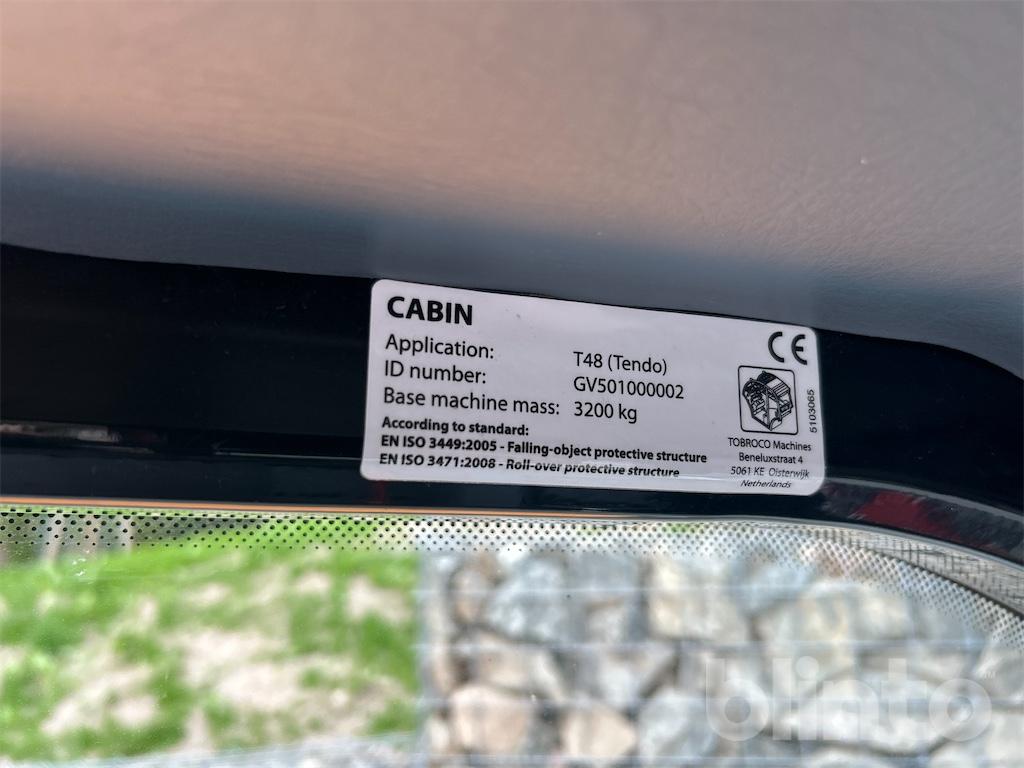 CABIN
CE
Application: T48 (Tendo)
ID number: GV501000002
Base machine mass: 3200 kg
According to standard:
EN ISO 3449:2005 - Falling-object protective structure
EN ISO 3471:2008 - Roll-over protective structure
5103065
TOBROCO Machines
Beneluxstraat 4
5061 KE Oisterwijk
Netherlands
blinto